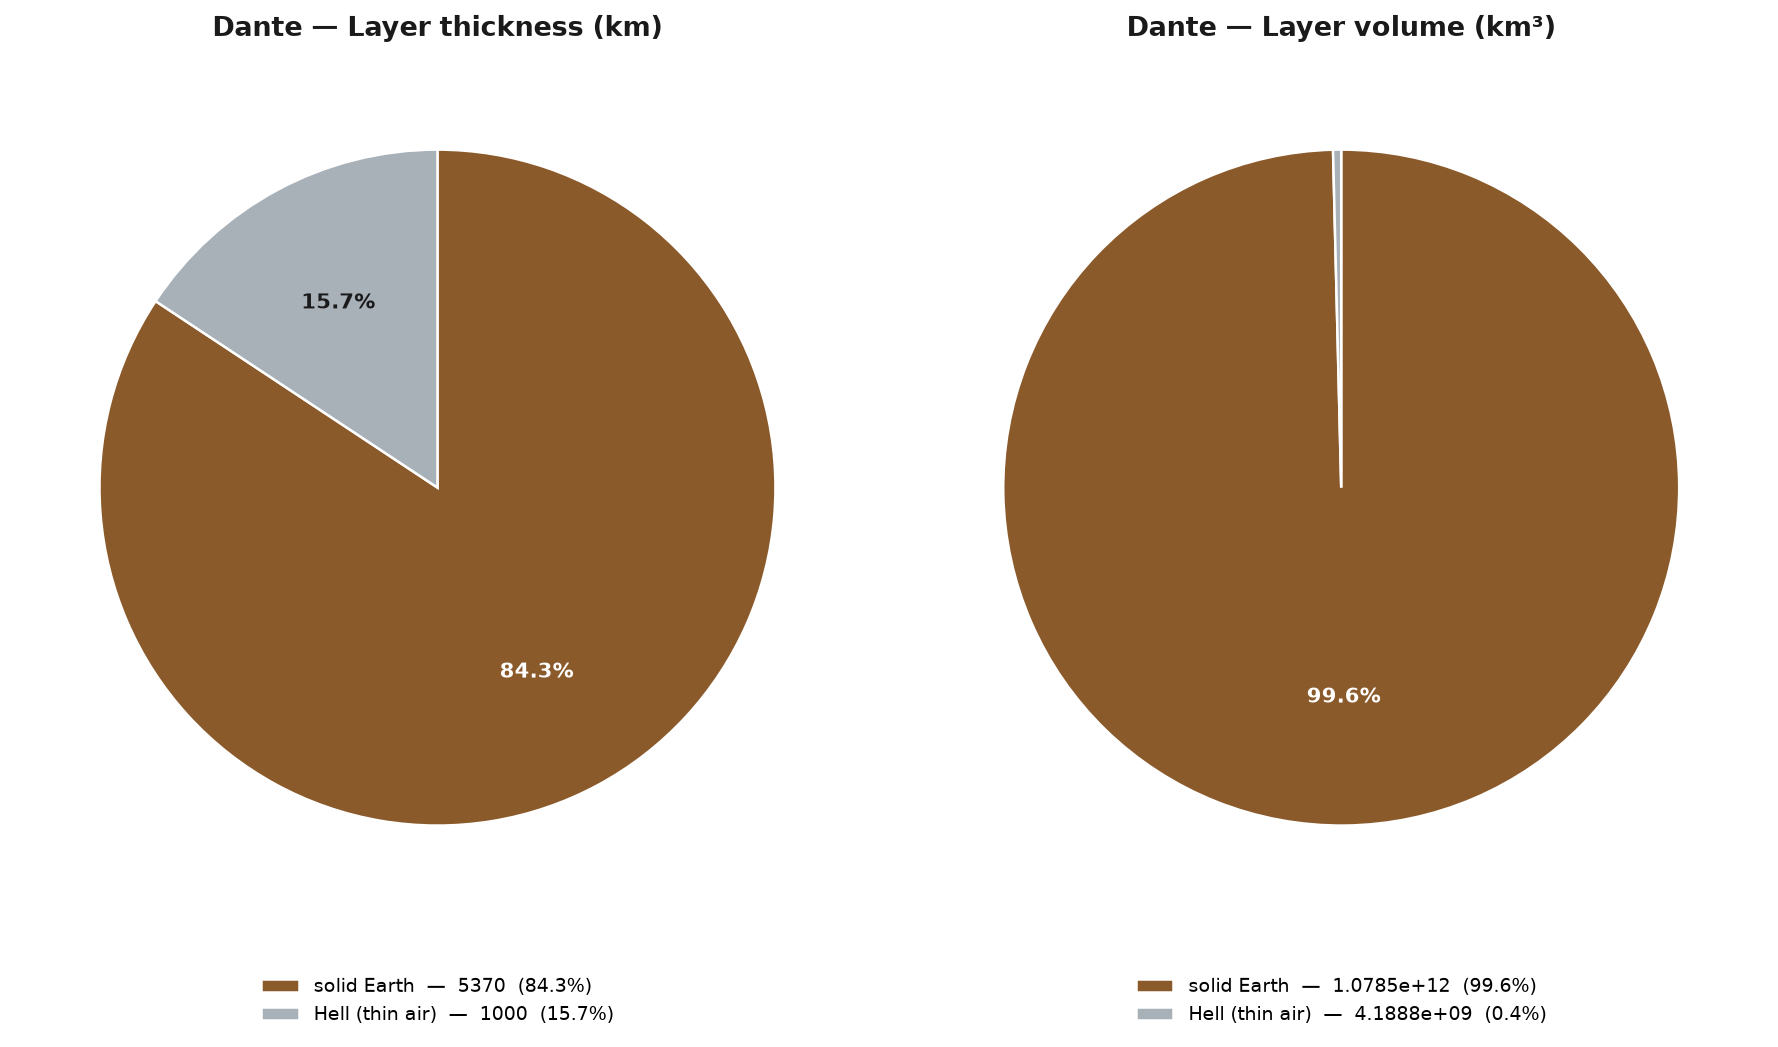 Dante — Layer thickness (km)
15.7%
84.3%
solid Earth — 5370 (84.3%)
Hell (thin air) — 1000 (15.7%)
Dante — Layer volume (km³)
99.6%
solid Earth — 1.0785e+12 (99.6%)
Hell (thin air) — 4.1888e+09 (0.4%)